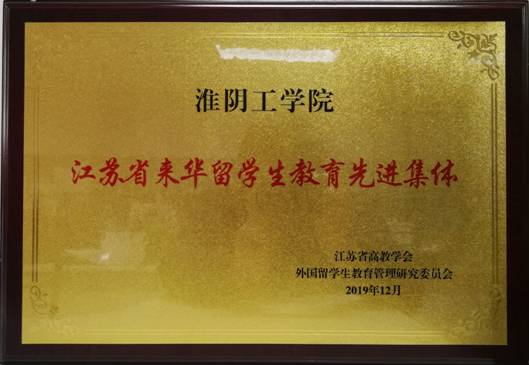 淮阴工学院
江苏省来华留学生教育先进集体
江苏省高教学会
外国留学生教育管理研究委员会
2019年12月